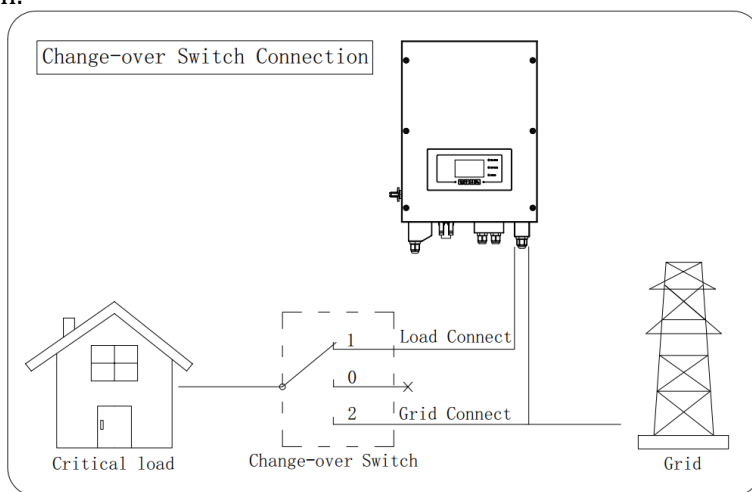 Change-over Switch Connection
1 Load Connect
0
2 Grid Connect
Critical load
Change-over Switch
Grid